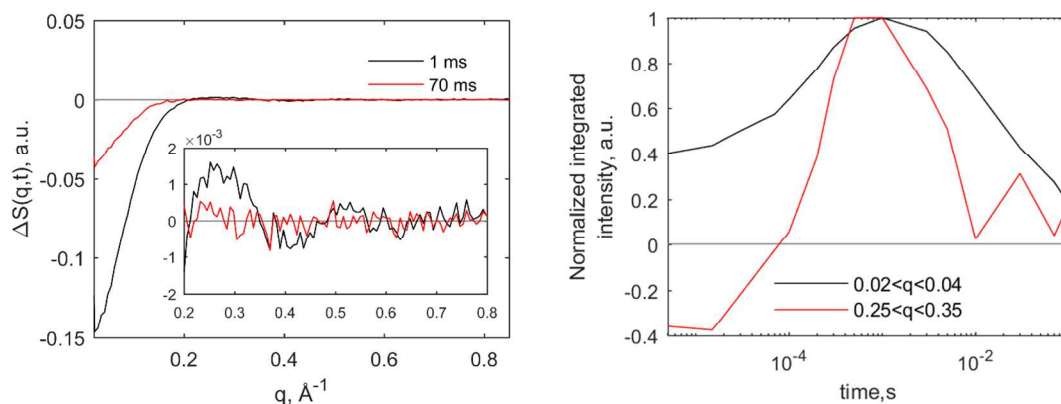 0.05
0
-0.05
-0.1
-0.15
ΔS(q,t), a.u.
1 ms
70 ms
×10⁻³
2
1
0
-1
-2
0.2 0.3 0.4 0.5 0.6 0.7 0.8
0.2 0.4 0.6 0.8
q, Å⁻¹
1
0.8
0.6
0.4
0.2
0
-0.2
-0.4
Normalized integrated
intensity, a.u.
0.02<q<0.04
0.25<q<0.35
10⁻⁴ 10⁻²
time,s